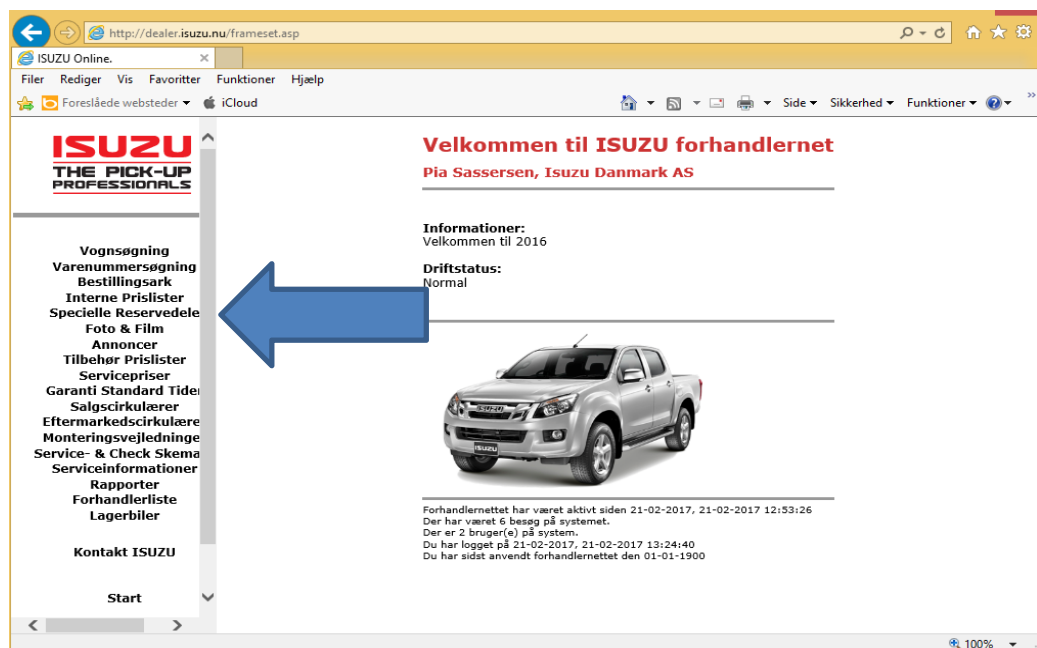 http://dealer.isuzu.nu/frameset.asp
ISUZU Online.
Filer Rediger Vis Favoritter Funktioner Hjælp
Foreslåede websteder iCloud Side Sikkerhed Funktioner
ISUZU
THE PICK-UP
PROFESSIONALS
Vognsøgning
Varenummersøgning
Bestillingsark
Interne Prislister
Specielle Reservedele
Foto & Film
Annoncer
Tilbehør Prislister
Servicepriser
Garanti Standard Tider
Salgscirkulærer
Eftermarkedscirkulære
Monteringsvejledninge
Service- & Check Skema
Serviceinformationer
Rapporter
Forhandlerliste
Lagerbiler
Kontakt ISUZU
Start
Velkommen til ISUZU forhandlernet
Pia Sassersen, Isuzu Danmark AS
Informationer:
Velkommen til 2016
Driftstatus:
Normal
ISUZU
ISUZU
Forhandlernettet har været aktivt siden 21-02-2017, 21-02-2017 12:53:26
Der har været 6 besøg på systemet.
Der er 2 bruger(e) på system.
Du har logget på 21-02-2017, 21-02-2017 13:24:40
Du har sidst anvendt forhandlernettet den 01-01-1900
100%